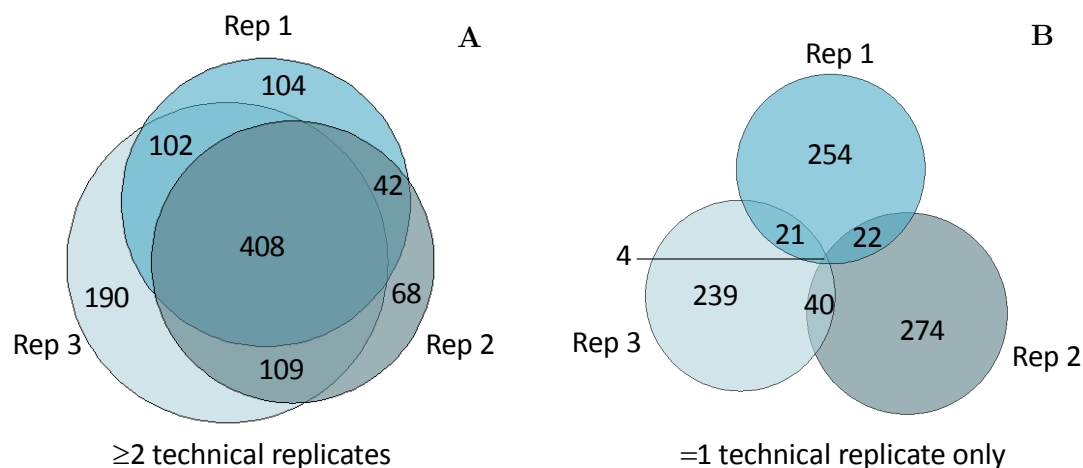 Rep 1
A
104
102
42
408
190
68
Rep 3
Rep 2
109
≥2 technical replicates
B
Rep 1
254
21
22
4
239
40
274
Rep 3
Rep 2
=1 technical replicate only